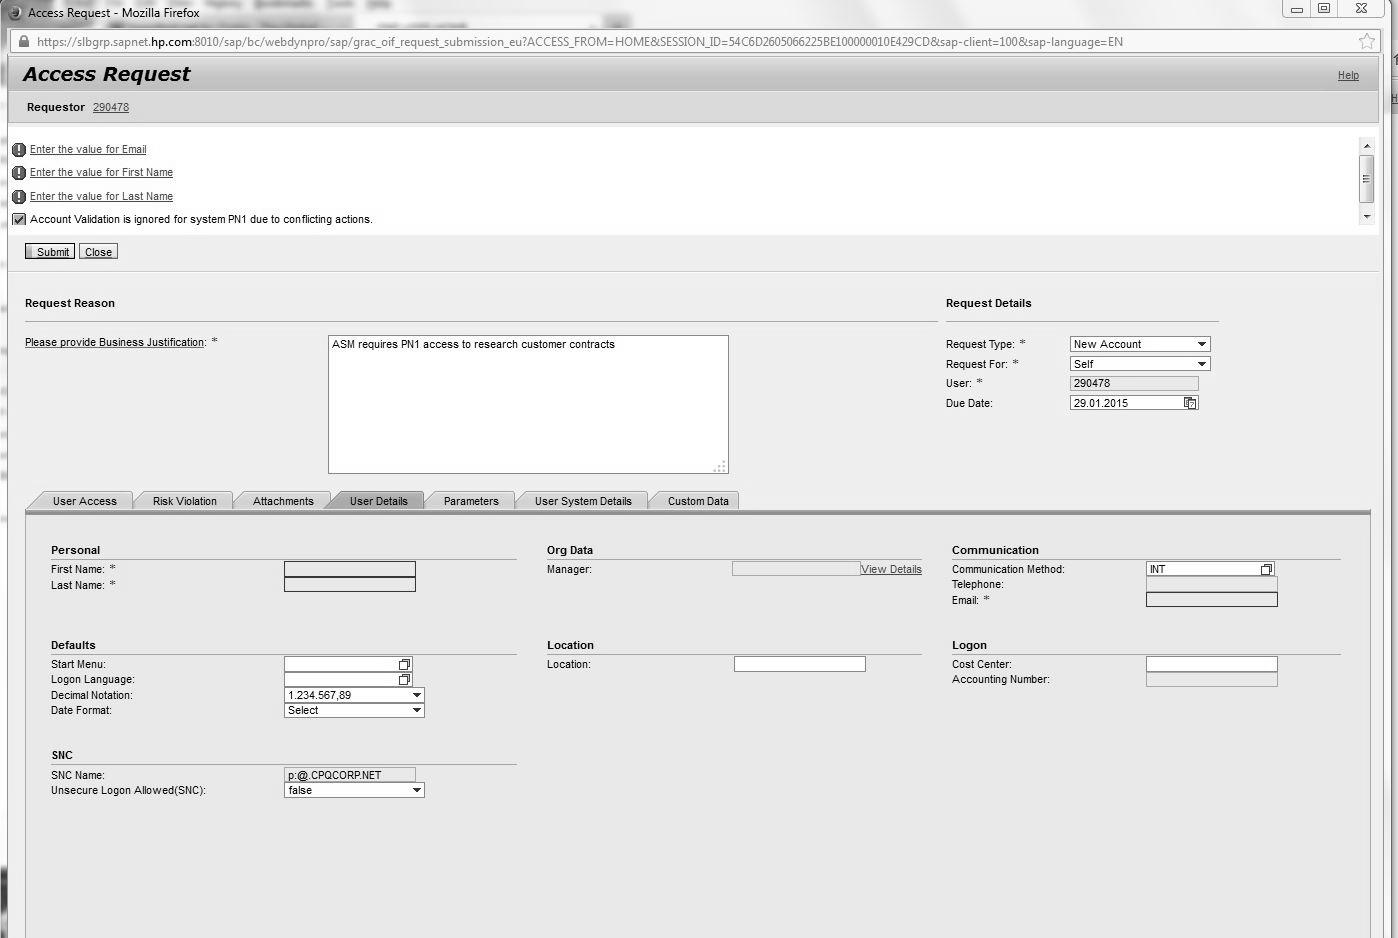 Access Request - Mozilla Firefox
https://slbgrp.sapnet.hp.com:8010/sap/bc/webdynpro/sap/grac_oif_request_submission_eu?ACCESS_FROM=HOME&SESSION_ID=54C6D2605066225BE100000010E429CD&sap-client=100&sap-language=EN
Access Request Help
Requestor 290478
Enter the value for Email
Enter the value for First Name
Enter the value for Last Name
Account Validation is ignored for system PN1 due to conflicting actions.
Submit Close
Request Reason Request Details
Please provide Business Justification: * ASM requires PN1 access to research customer contracts
Request Type: * New Account
Request For: * Self
User: * 290478
Due Date: 29.01.2015
User Access Risk Violation Attachments User Details Parameters User System Details Custom Data
Personal Org Data Communication
First Name: * Manager: View Details Communication Method: INT
Last Name: * Telephone:
Email: *
Defaults Location Logon
Start Menu: Location: Cost Center:
Logon Language: Accounting Number:
Decimal Notation: 1.234.567,89
Date Format: Select
SNC
SNC Name: p:@.CPQCORP.NET
Unsecure Logon Allowed(SNC): false